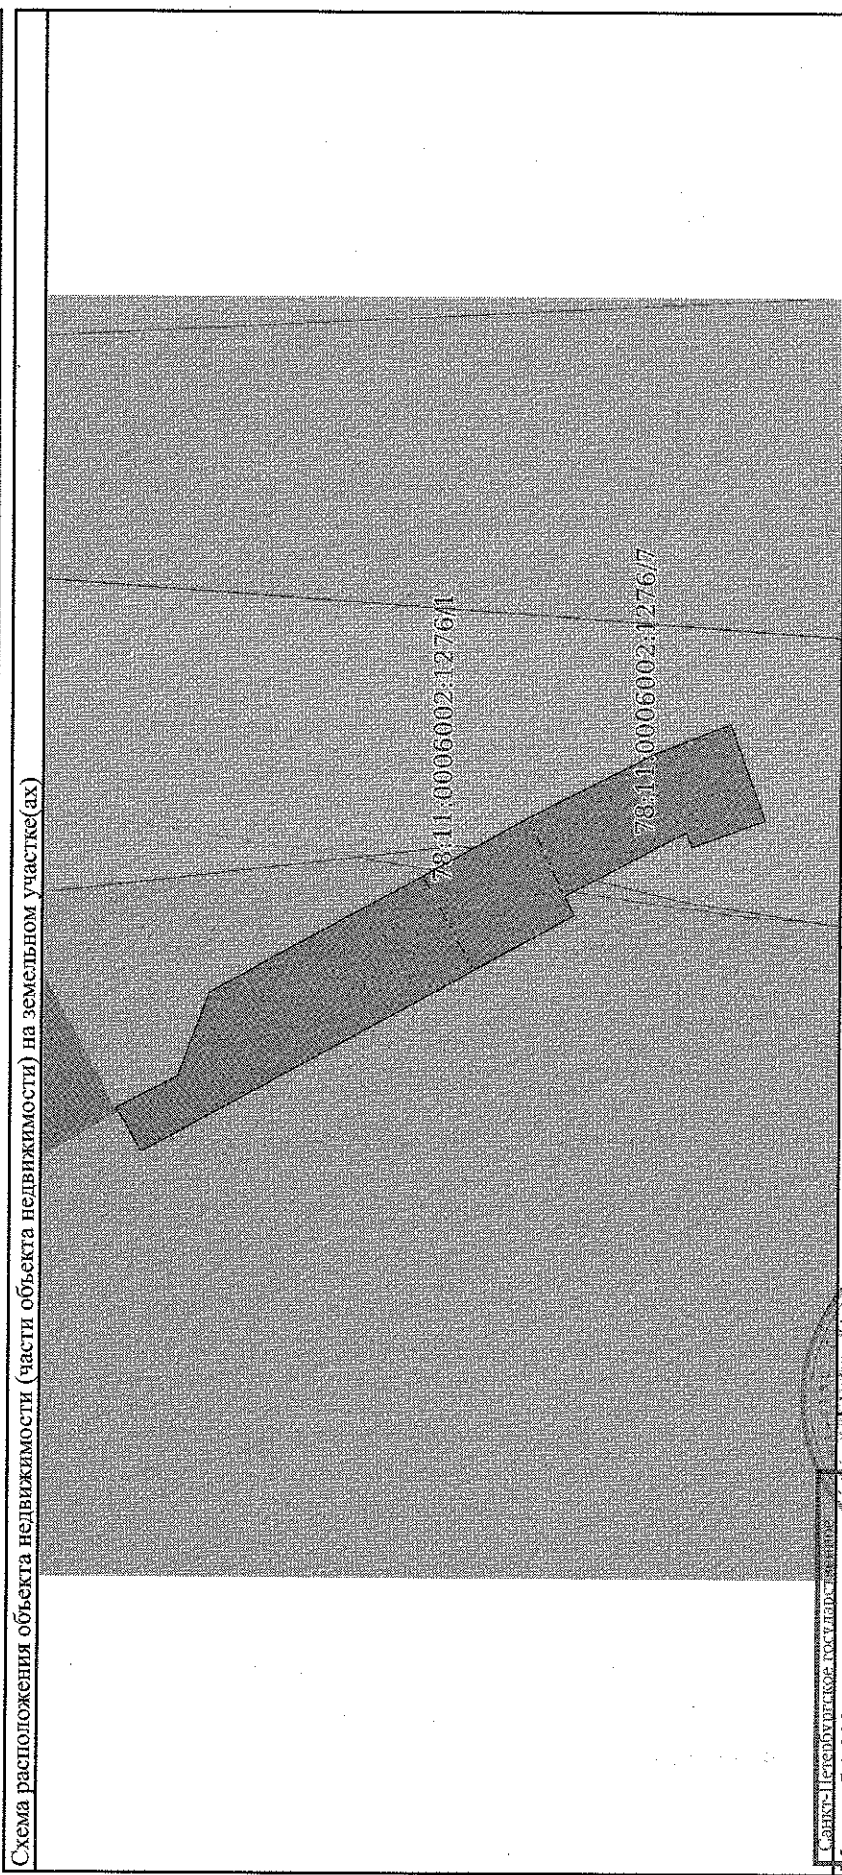 Схема расположения объекта недвижимости (части объекта недвижимости) на земельном участке(ах)
78:11:0006002:1276/1
78:11:0006002:1276/7
Санкт-Петербургское государственное